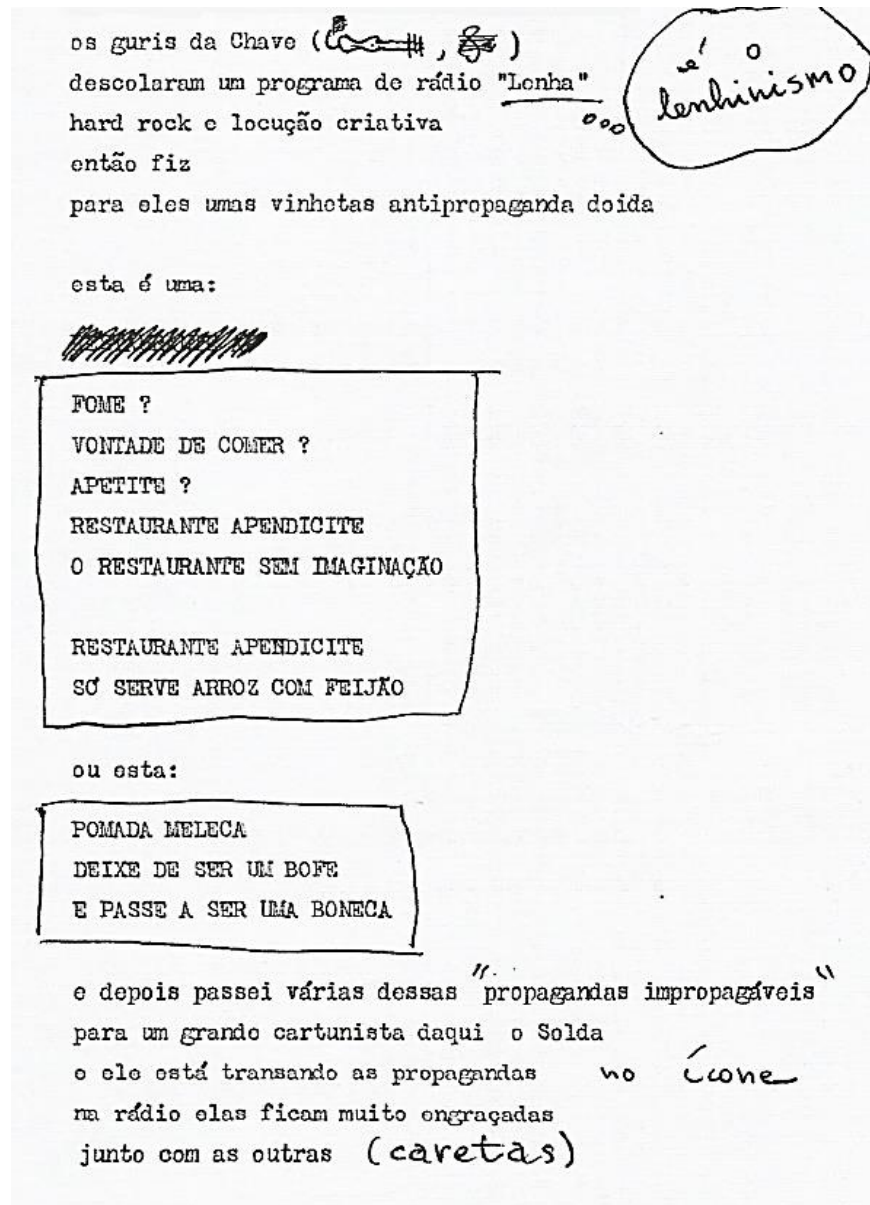 os guris da Chave ( , )
descolaram um programa de rádio "Lenha"
é o
lenhinismo
hard rock e locução criativa
então fiz
para eles umas vinhetas antipropaganda doida
esta é uma:
FOME ?
VONTADE DE COMER ?
APETITE ?
RESTAURANTE APENDICITE
O RESTAURANTE SEM IMAGINAÇÃO
RESTAURANTE APENDICITE
SÓ SERVE ARROZ COM FEIJÃO
ou esta:
POMADA MELECA
DEIXE DE SER UM BOFE
E PASSE A SER UMA BONECA
e depois passei várias dessas "propagandas impropagáveis"
para um grande cartunista daqui o Solda
e ele está transando as propagandas no ícone
na rádio elas ficam muito engraçadas
junto com as outras (caretas)